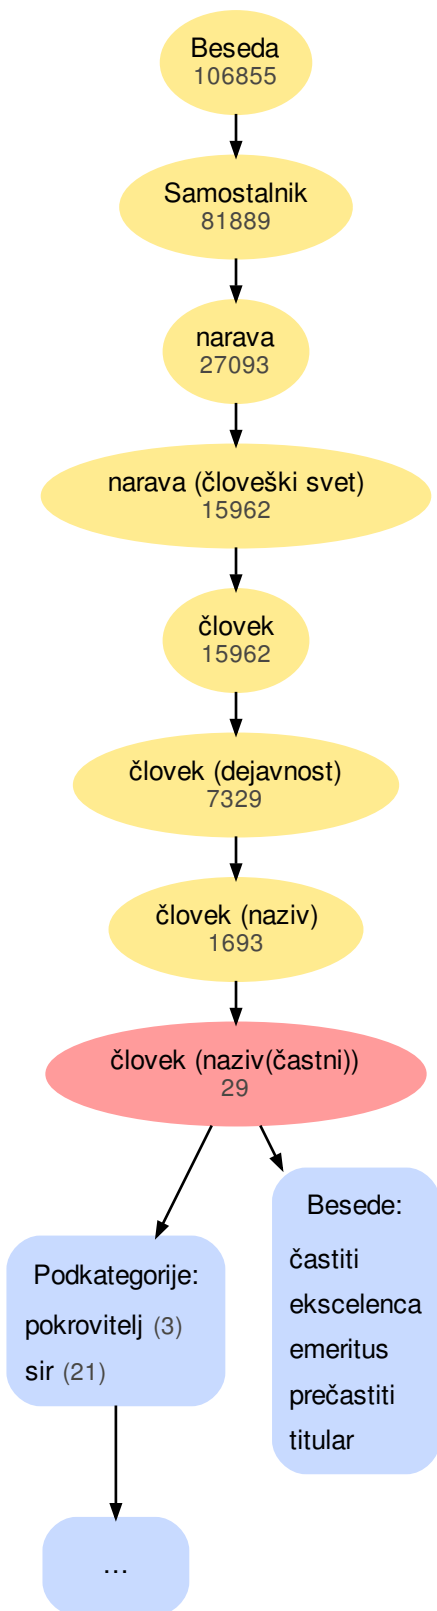 Beseda
106855
Samostalnik
81889
narava
27093
narava (človeški svet)
15962
človek
15962
človek (dejavnost)
7329
človek (naziv)
1693
človek (naziv(častni))
29
Podkategorije:
pokrovitelj (3)
sir (21)
...
Besede:
častiti
ekscelenca
emeritus
prečastiti
titular